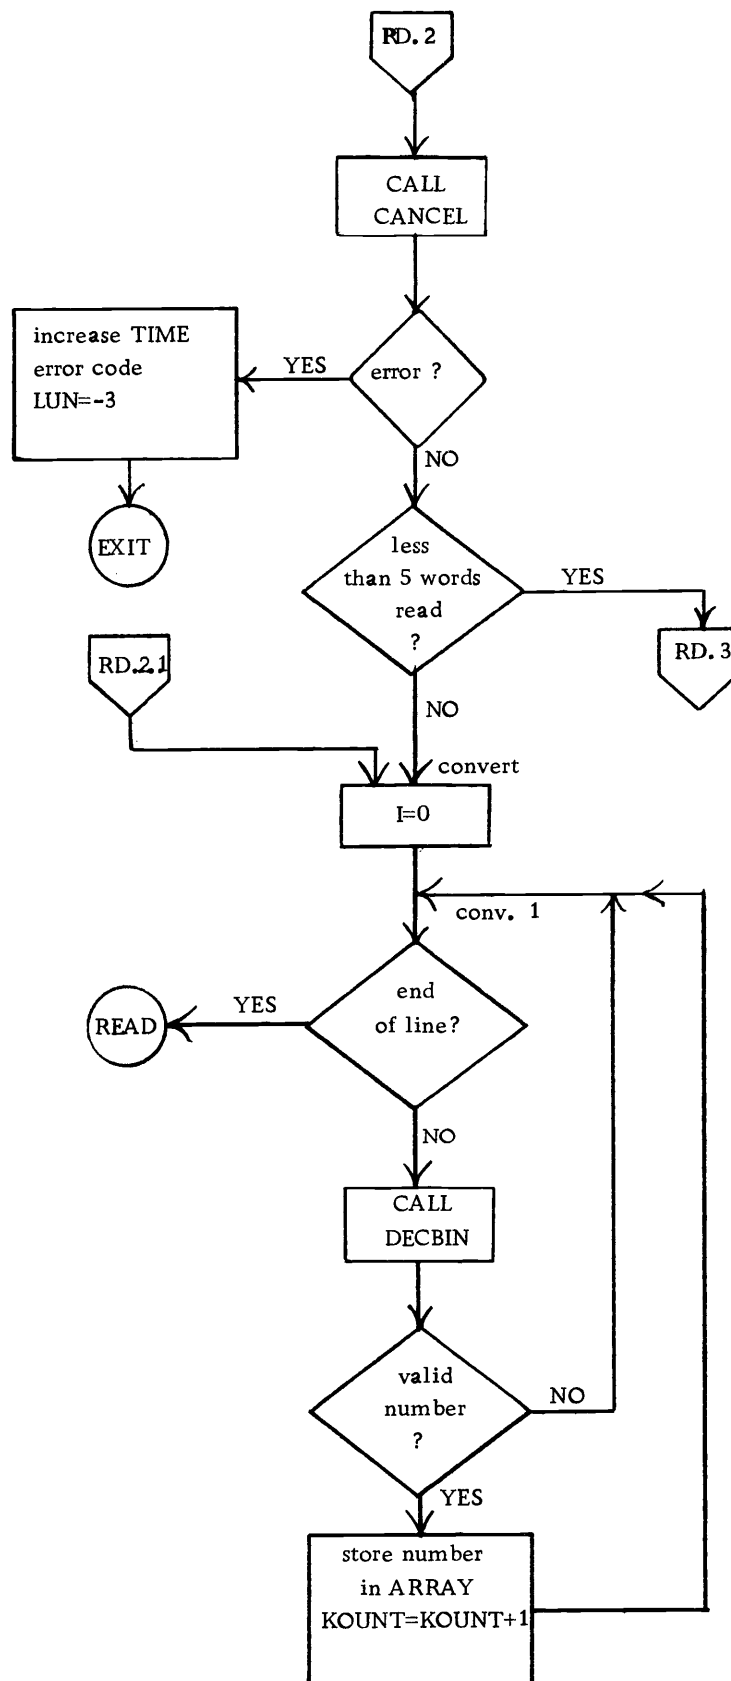 RD.2
CALL
CANCEL
increase TIME
error code
LUN=-3
YES
error ?
NO
EXIT
less
than 5 words
read
?
YES
RD.2.1
RD.3
NO
convert
I=0
conv. 1
YES
end
of line?
READ
NO
CALL
DECBIN
valid
number
?
NO
YES
store number
in ARRAY
KOUNT=KOUNT+1